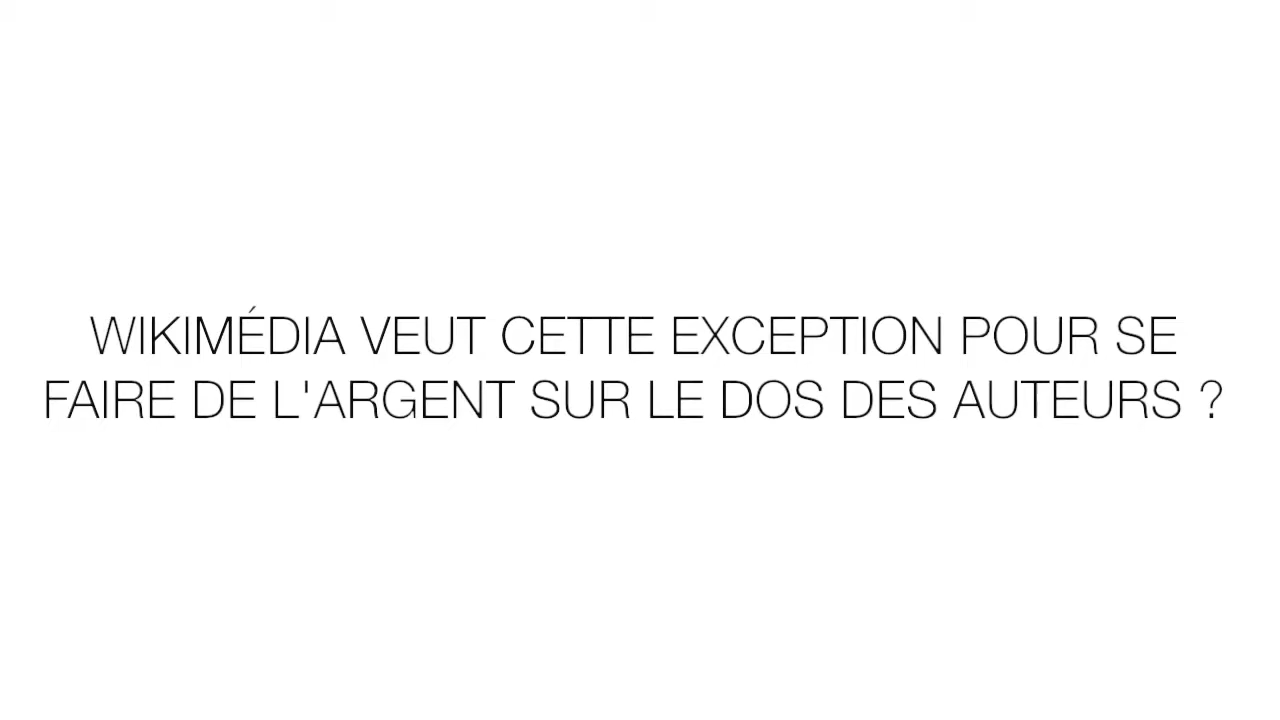 WIKIMÉDIA VEUT CETTE EXCEPTION POUR SE
FAIRE DE L'ARGENT SUR LE DOS DES AUTEURS ?